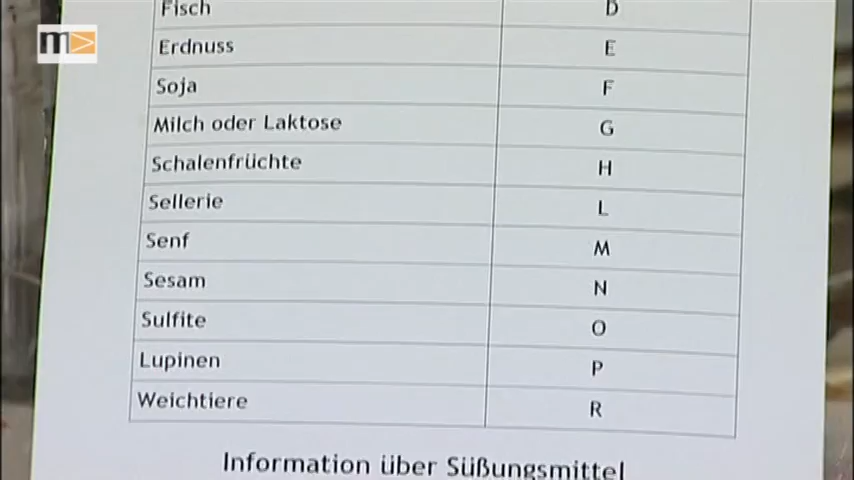 m>
Fisch D
Erdnuss E
Soja F
Milch oder Laktose G
Schalenfrüchte H
Sellerie L
Senf M
Sesam N
Sulfite O
Lupinen P
Weichtiere R
Information über Süßungsmittel